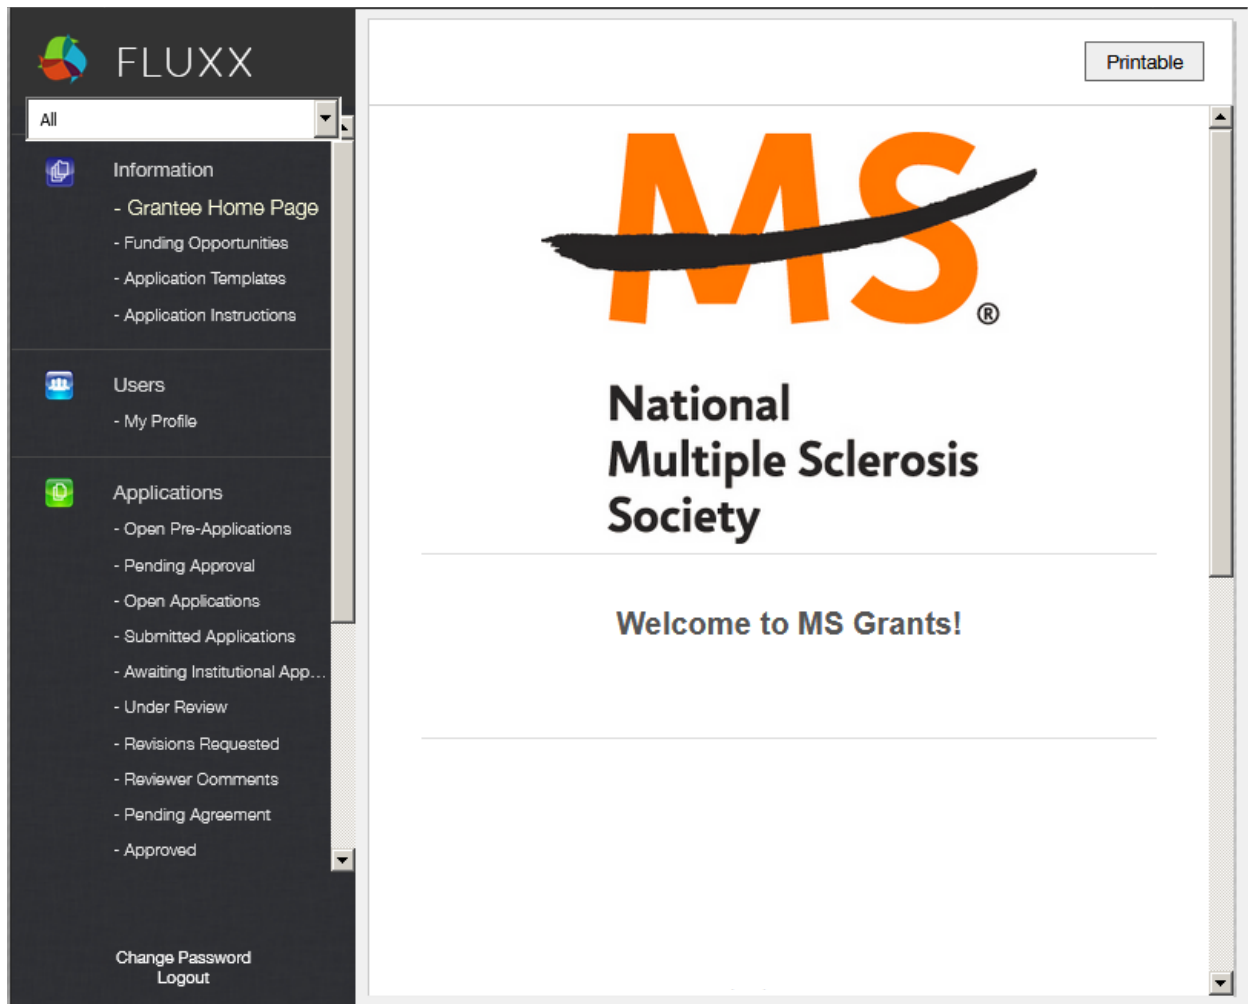 FLUXX
All
Information
- Grantee Home Page
- Funding Opportunities
- Application Templates
- Application Instructions
Users
- My Profile
Applications
- Open Pre-Applications
- Pending Approval
- Open Applications
- Submitted Applications
- Awaiting Institutional App...
- Under Review
- Revisions Requested
- Reviewer Comments
- Pending Agreement
- Approved
Change Password
Logout
Printable
MS®
National
Multiple Sclerosis
Society
Welcome to MS Grants!